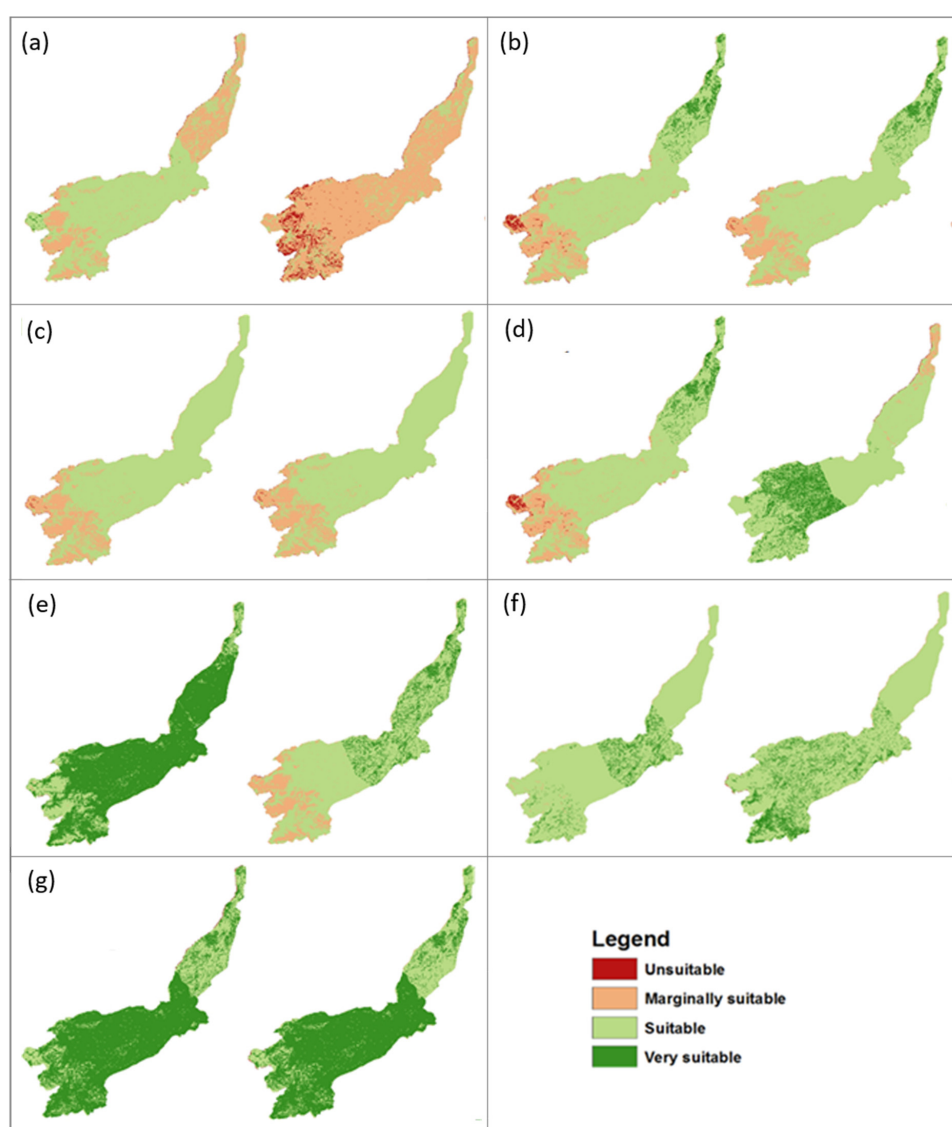 (a)
(b)
(c)
(d)
(e)
(f)
(g)
Legend
Unsuitable
Marginally suitable
Suitable
Very suitable